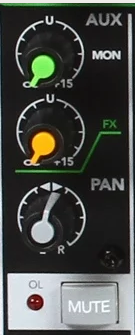 AUX
U
MON
∞ +15
U
FX
∞ +15
PAN
L R
OL
MUTE